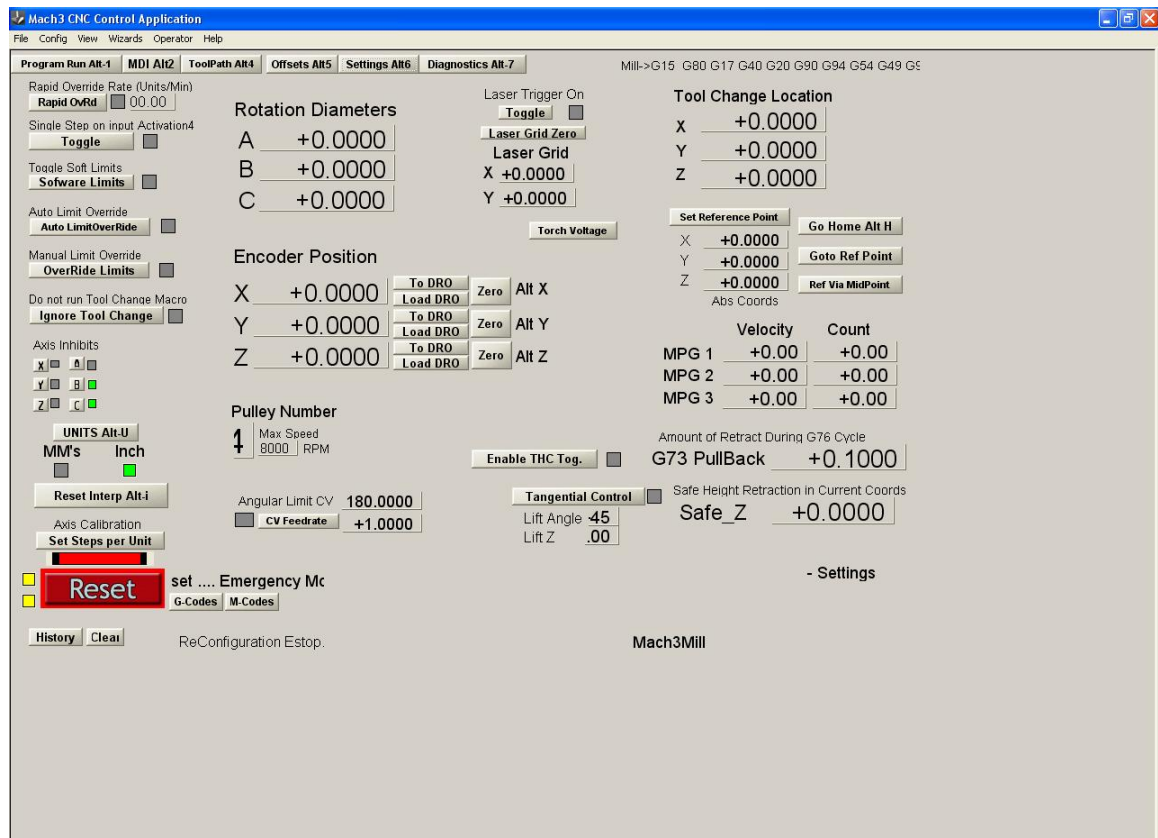 Mach3 CNC Control Application
File Config View Wizards Operator Help
Program Run Alt-1 MDI Alt2 ToolPath Alt4 Offsets Alt5 Settings Alt6 Diagnostics Alt-7 Mill->G15 G80 G17 G40 G20 G90 G94 G54 G49 G9
Rapid Override Rate (Units/Min)
Rapid OvRd 00.00
Single Step on input Activation4
Toggle
Toggle Soft Limits
Sofware Limits
Auto Limit Override
Auto LimitOverRide
Manual Limit Override
OverRide Limits
Do not run Tool Change Macro
Ignore Tool Change
Axis Inhibits
X A
Y B
Z C
UNITS Alt-U
MM's Inch
Reset Interp Alt-i
Axis Calibration
Set Steps per Unit
Rotation Diameters
A +0.0000
B +0.0000
C +0.0000
Encoder Position
X +0.0000 To DRO Load DRO Zero Alt X
Y +0.0000 To DRO Load DRO Zero Alt Y
Z +0.0000 To DRO Load DRO Zero Alt Z
Pulley Number
1 Max Speed
8000 RPM
Angular Limit CV 180.0000
CV Feedrate +1.0000
Laser Trigger On
Toggle
Laser Grid Zero
Laser Grid
X +0.0000
Y +0.0000
Torch Voltage
Enable THC Tog.
Tangential Control
Lift Angle -45
Lift Z .00
Tool Change Location
X +0.0000
Y +0.0000
Z +0.0000
Set Reference Point
X +0.0000
Y +0.0000
Z +0.0000
Abs Coords
Go Home Alt H
Goto Ref Point
Ref Via MidPoint
Velocity Count
MPG 1 +0.00 +0.00
MPG 2 +0.00 +0.00
MPG 3 +0.00 +0.00
Amount of Retract During G76 Cycle
G73 PullBack +0.1000
Safe Height Retraction in Current Coords
Safe_Z +0.0000
- Settings
Reset
set .... Emergency Mo
G-Codes M-Codes
History Clear
ReConfiguration Estop.
Mach3Mill